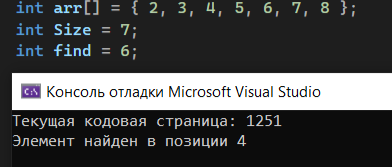 int arr[] = { 2, 3, 4, 5, 6, 7, 8 };
int Size = 7;
int find = 6;
C:\ Консоль отладки Microsoft Visual Studio
Текущая кодовая страница: 1251
Элемент найден в позиции 4